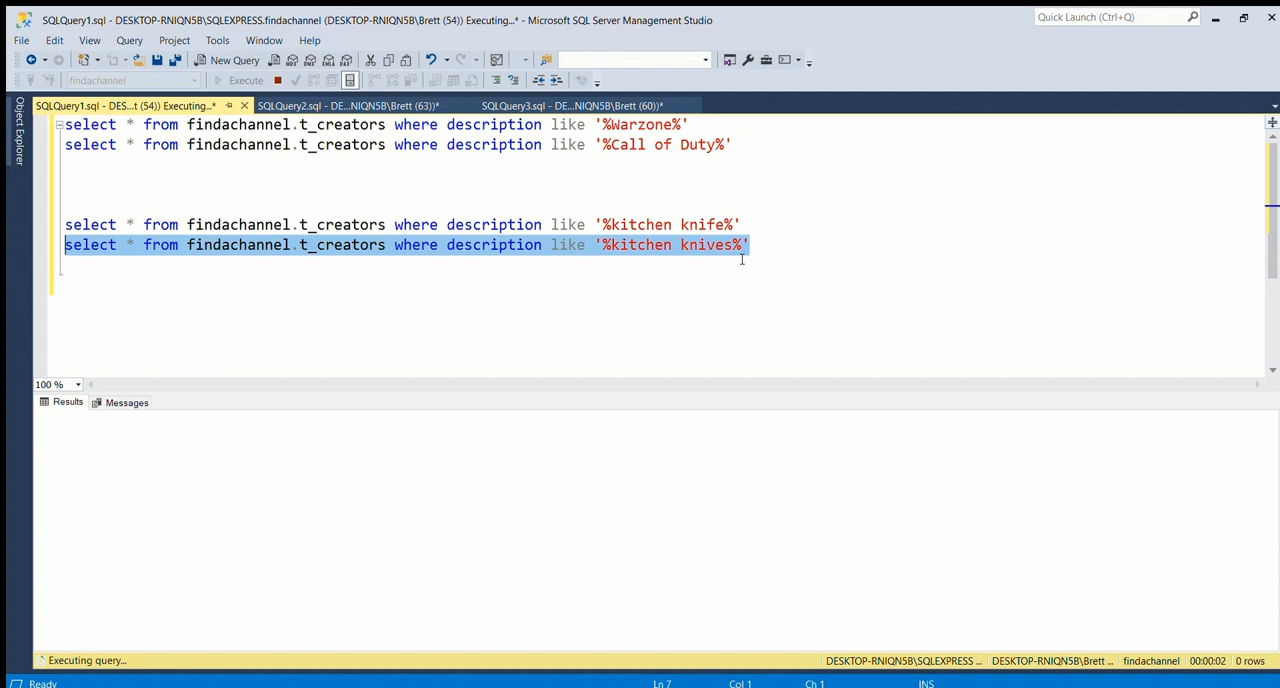 SQLQuery1.sql - DESKTOP-RNIQN5B\SQLEXPRESS.findachannel (DESKTOP-RNIQN5B\Brett (54)) Executing...* - Microsoft SQL Server Management Studio
Quick Launch (Ctrl+Q)
File Edit View Query Project Tools Window Help
New Query
findachannel Execute
Object Explorer
SQLQuery1.sql - DES...t (54)) Executing...* SQLQuery2.sql - DE...NIQN5B\Brett (63))* SQLQuery3.sql - DE...NIQN5B\Brett (60))*
select * from findachannel.t_creators where description like '%Warzone%'
select * from findachannel.t_creators where description like '%Call of Duty%'
select * from findachannel.t_creators where description like '%kitchen knife%'
select * from findachannel.t_creators where description like '%kitchen knives%'
100 %
Results Messages
Executing query... DESKTOP-RNIQN5B\SQLEXPRESS ... DESKTOP-RNIQN5B\Brett ... findachannel 00:00:02 0 rows
Ready Ln 7 Col 1 Ch 1 INS